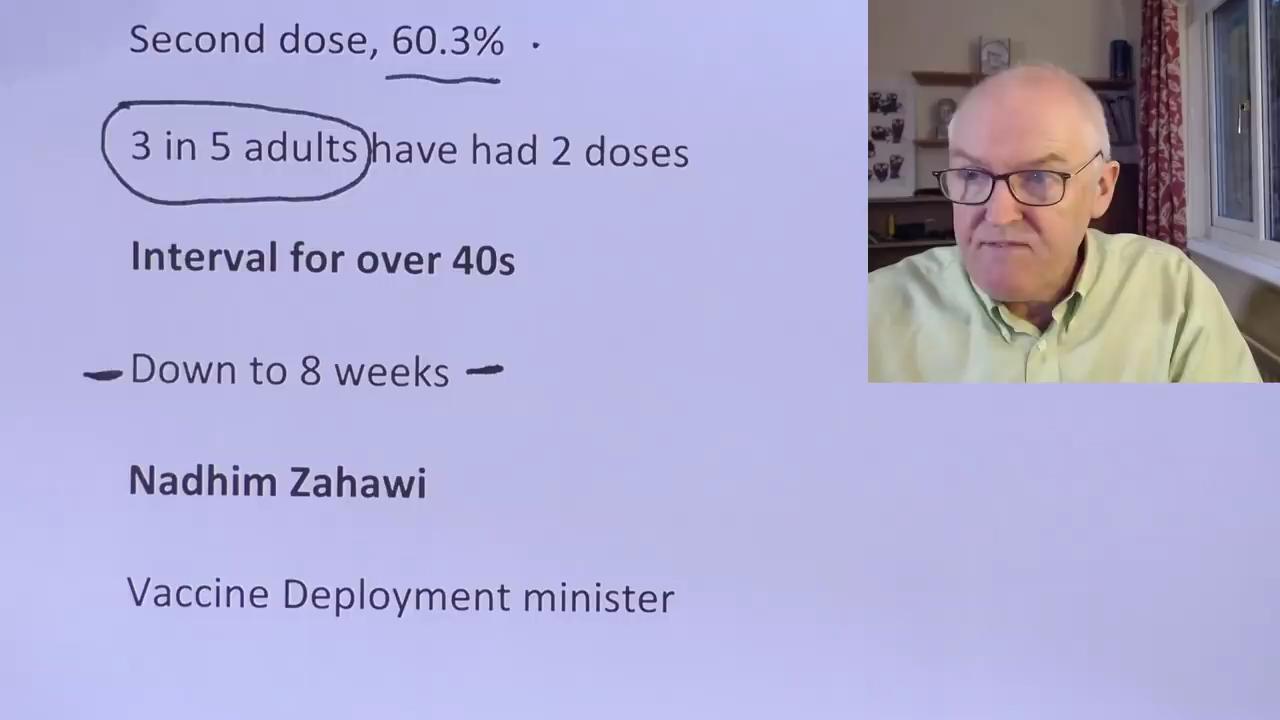 Second dose, 60.3%
3 in 5 adults have had 2 doses
Interval for over 40s
Down to 8 weeks
Nadhim Zahawi
Vaccine Deployment minister